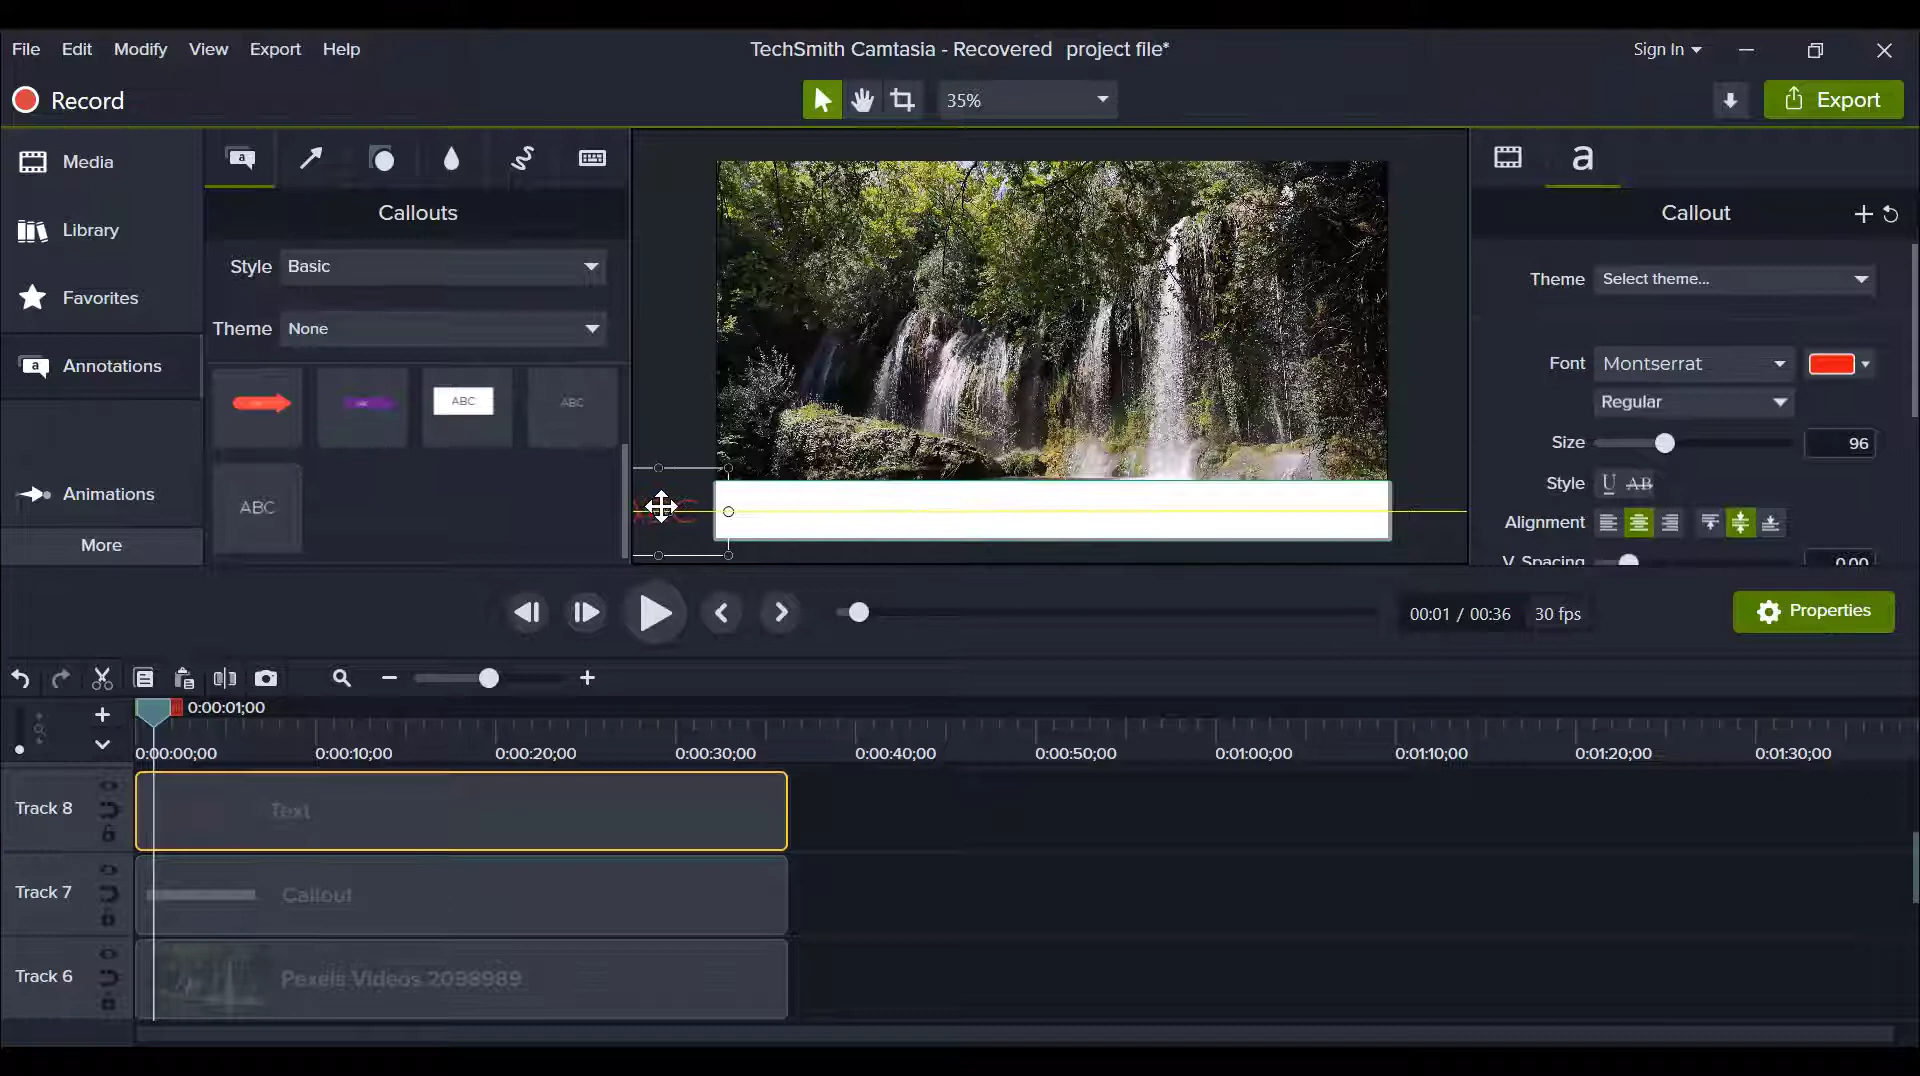 File Edit Modify View Export Help
TechSmith Camtasia - Recovered project file*
Sign In
Record
35%
Export
Media
Library
Favorites
Annotations
Animations
More
Callouts
Style Basic
Theme None
ABC
ABC
ABC
a
Callout
Theme Select theme...
Font Montserrat
Regular
Size 96
Style U AB
Alignment
V. Spacing 0.00
00:01 / 00:36 30 fps
Properties
0:00:01;00
0:00:00;00 0:00:10;00 0:00:20;00 0:00:30;00 0:00:40;00 0:00:50;00 0:01:00;00 0:01:10;00 0:01:20;00 0:01:30;00
Track 8 Text
Track 7 Callout
Track 6 Pexels Videos 2098989